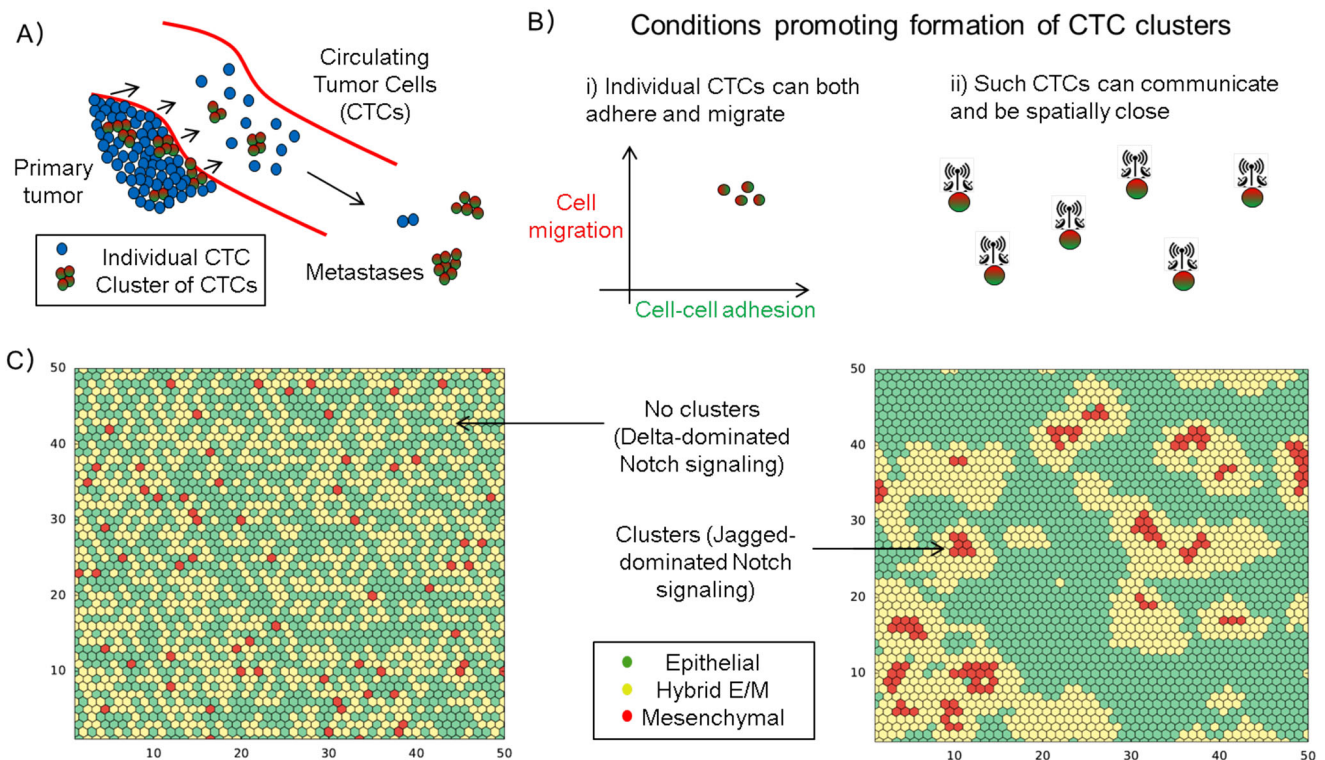 A)
Circulating
Tumor Cells
(CTCs)
Primary
tumor
Individual CTC
Cluster of CTCs
Metastases
B)
Conditions promoting formation of CTC clusters
i) Individual CTCs can both
adhere and migrate
Cell
migration
Cell-cell adhesion
ii) Such CTCs can communicate
and be spatially close
C)
50
40
30
20
10
10
20
30
40
50
No clusters
(Delta-dominated
Notch signaling)
Clusters (Jagged-
dominated Notch
signaling)
Epithelial
Hybrid E/M
Mesenchymal
50
40
30
20
10
10
20
30
40
50